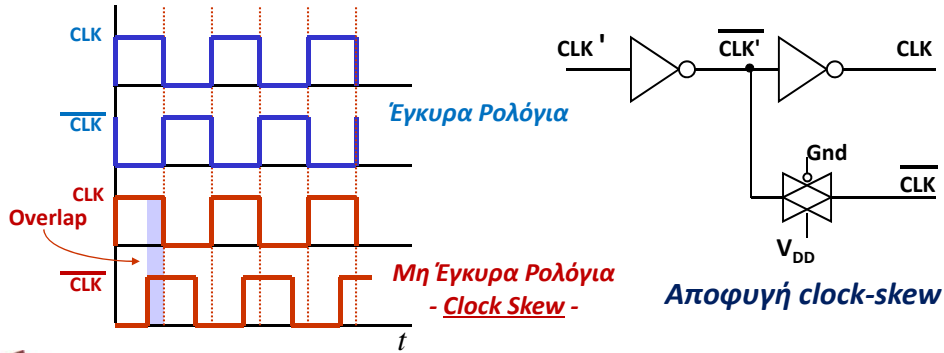 CLK
CLK
Έγκυρα Ρολόγια
CLK
Overlap
CLK
Μη Έγκυρα Ρολόγια
- Clock Skew -
t
CLK '
CLK'
CLK
Gnd
CLK
VDD
Αποφυγή clock-skew